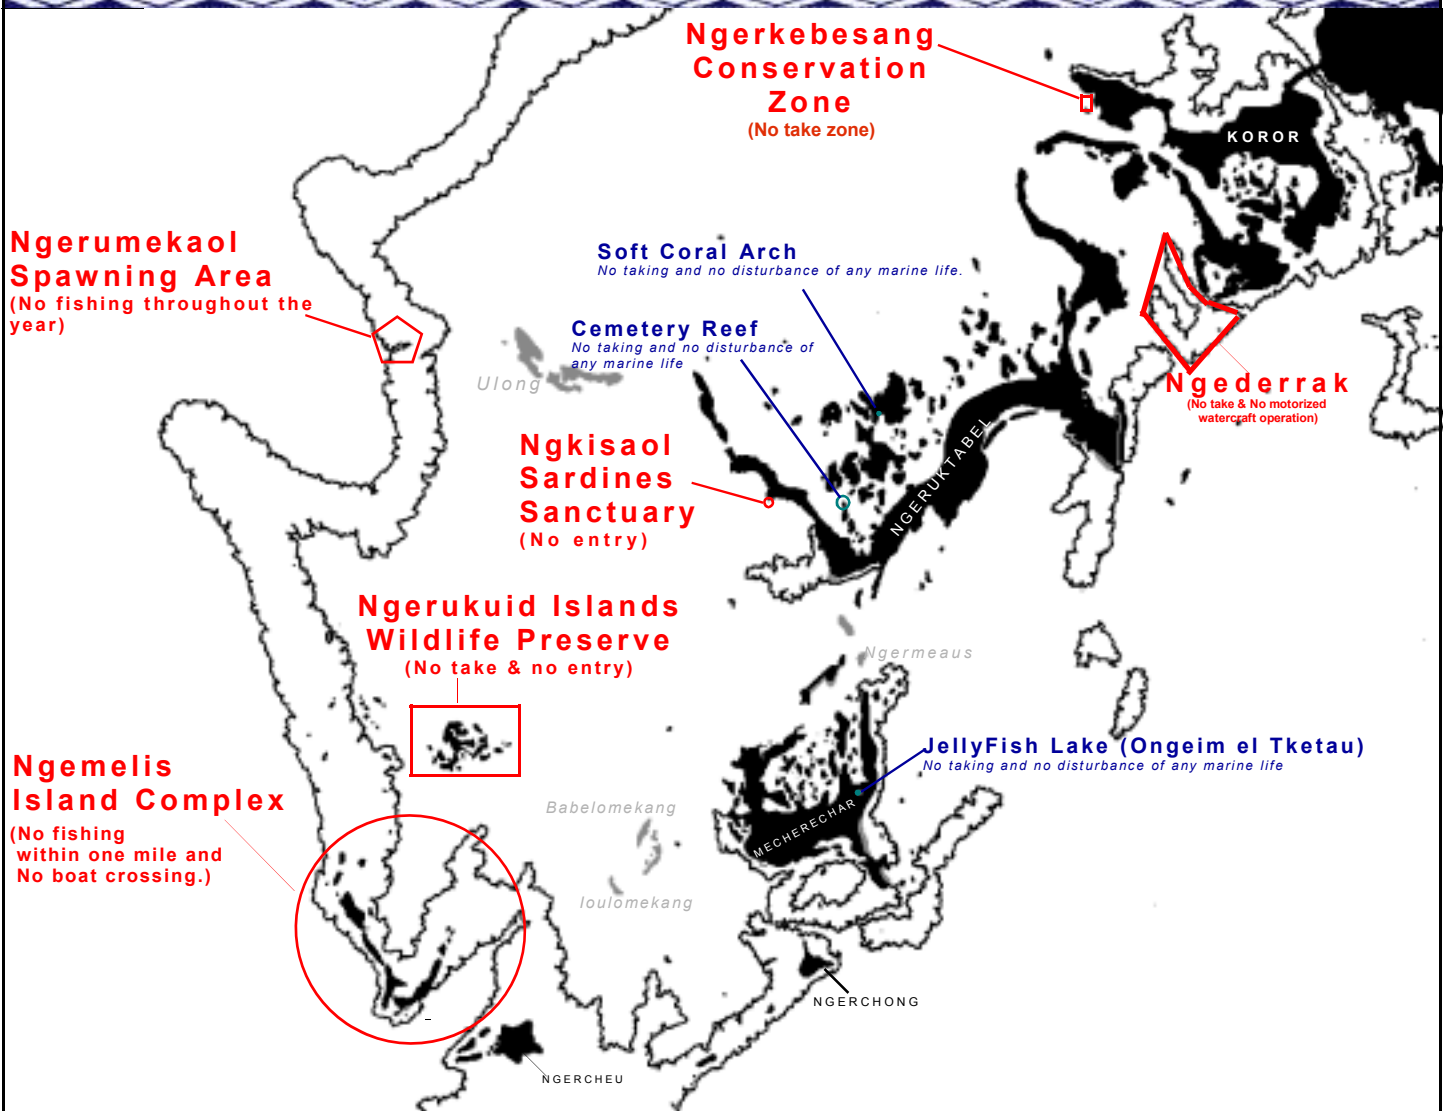 Ngerkebesang
Conservation
Zone
(No take zone)
KOROR
Ngerumekaol
Spawning Area
(No fishing throughout the
year)
Soft Coral Arch
No taking and no disturbance of any marine life.
Cemetery Reef
No taking and no disturbance of
any marine life
Ulong
Ngederrak
(No take & No motorized
watercraft operation)
Ngkisaol
Sardines
Sanctuary
(No entry)
NGERUKTABEL
Ngerukuid Islands
Wildlife Preserve
(No take & no entry)
Ngermeaus
JellyFish Lake (Ongeim el Tketau)
No taking and no disturbance of any marine life
Ngemelis
Island Complex
(No fishing
within one mile and
No boat crossing.)
Babelomekang
MECHERECHAR
Ioulomekang
NGERCHONG
NGERCHEU